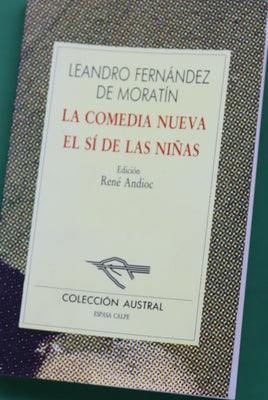 LEANDRO FERNÁNDEZ
DE MORATÍN
LA COMEDIA NUEVA
EL SÍ DE LAS NIÑAS
Edición
René Andioc
COLECCIÓN AUSTRAL
ESPASA CALPE